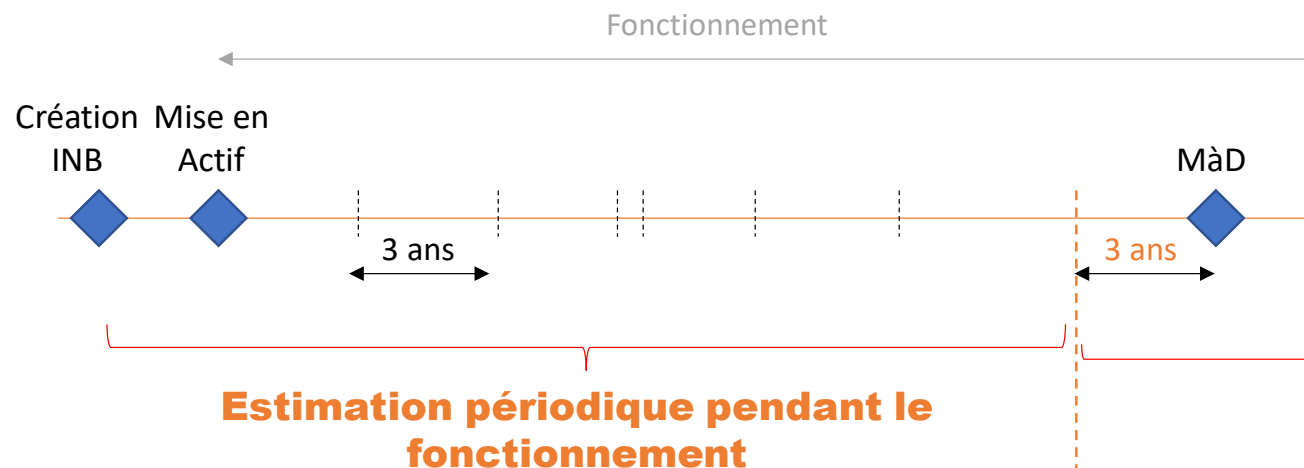 Fonctionnement
Création
INB
Mise en
Actif
MàD
3 ans
3 ans
Estimation périodique pendant le
fonctionnement